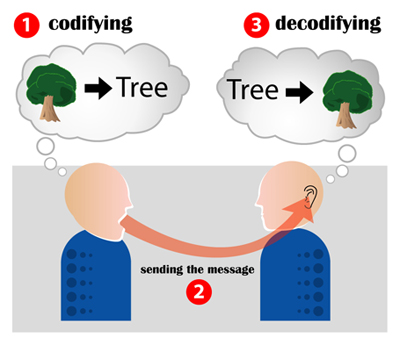 1 codifying
Tree
3 decodifying
Tree
sending the message
2